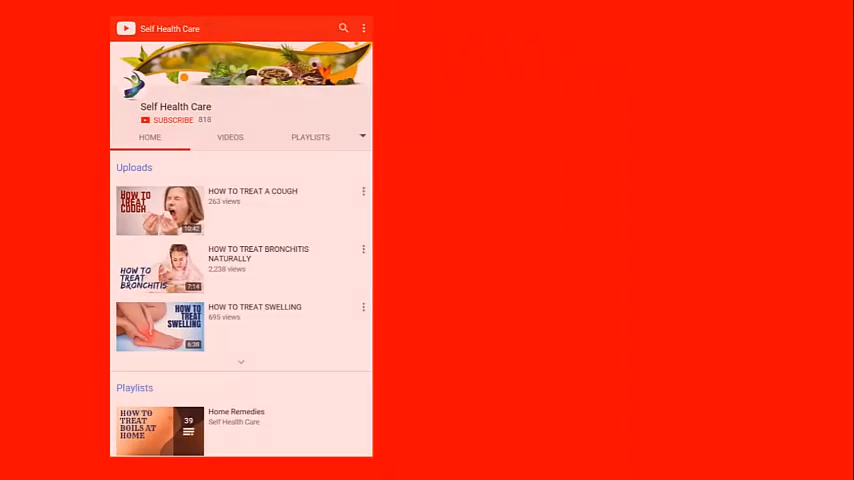 Self Health Care
Self Health Care
SUBSCRIBE 818
HOME VIDEOS PLAYLISTS
Uploads
HOW TO TREAT COUGH
10:42
HOW TO TREAT A COUGH
263 views
HOW TO TREAT BRONCHITIS
7:14
HOW TO TREAT BRONCHITIS
NATURALLY
2,238 views
HOW TO TREAT SWELLING
6:38
HOW TO TREAT SWELLING
695 views
Playlists
HOW TO
TREAT
BOILS AT
HOME
39
Home Remedies
Self Health Care